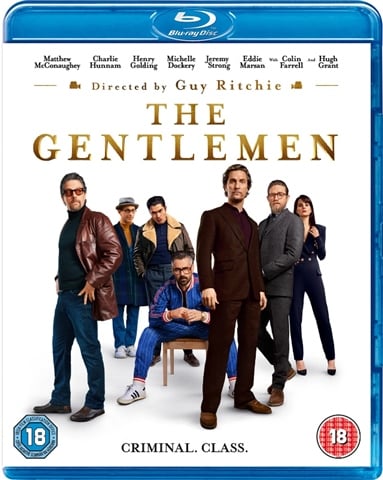 Blu-ray Disc
Matthew McConaughey Charlie Hunnam Henry Golding Michelle Dockery Jeremy Strong Eddie Marsan With Colin Farrell And Hugh Grant
Directed by Guy Ritchie
THE
GENTLEMEN
18 18
CRIMINAL. CLASS.